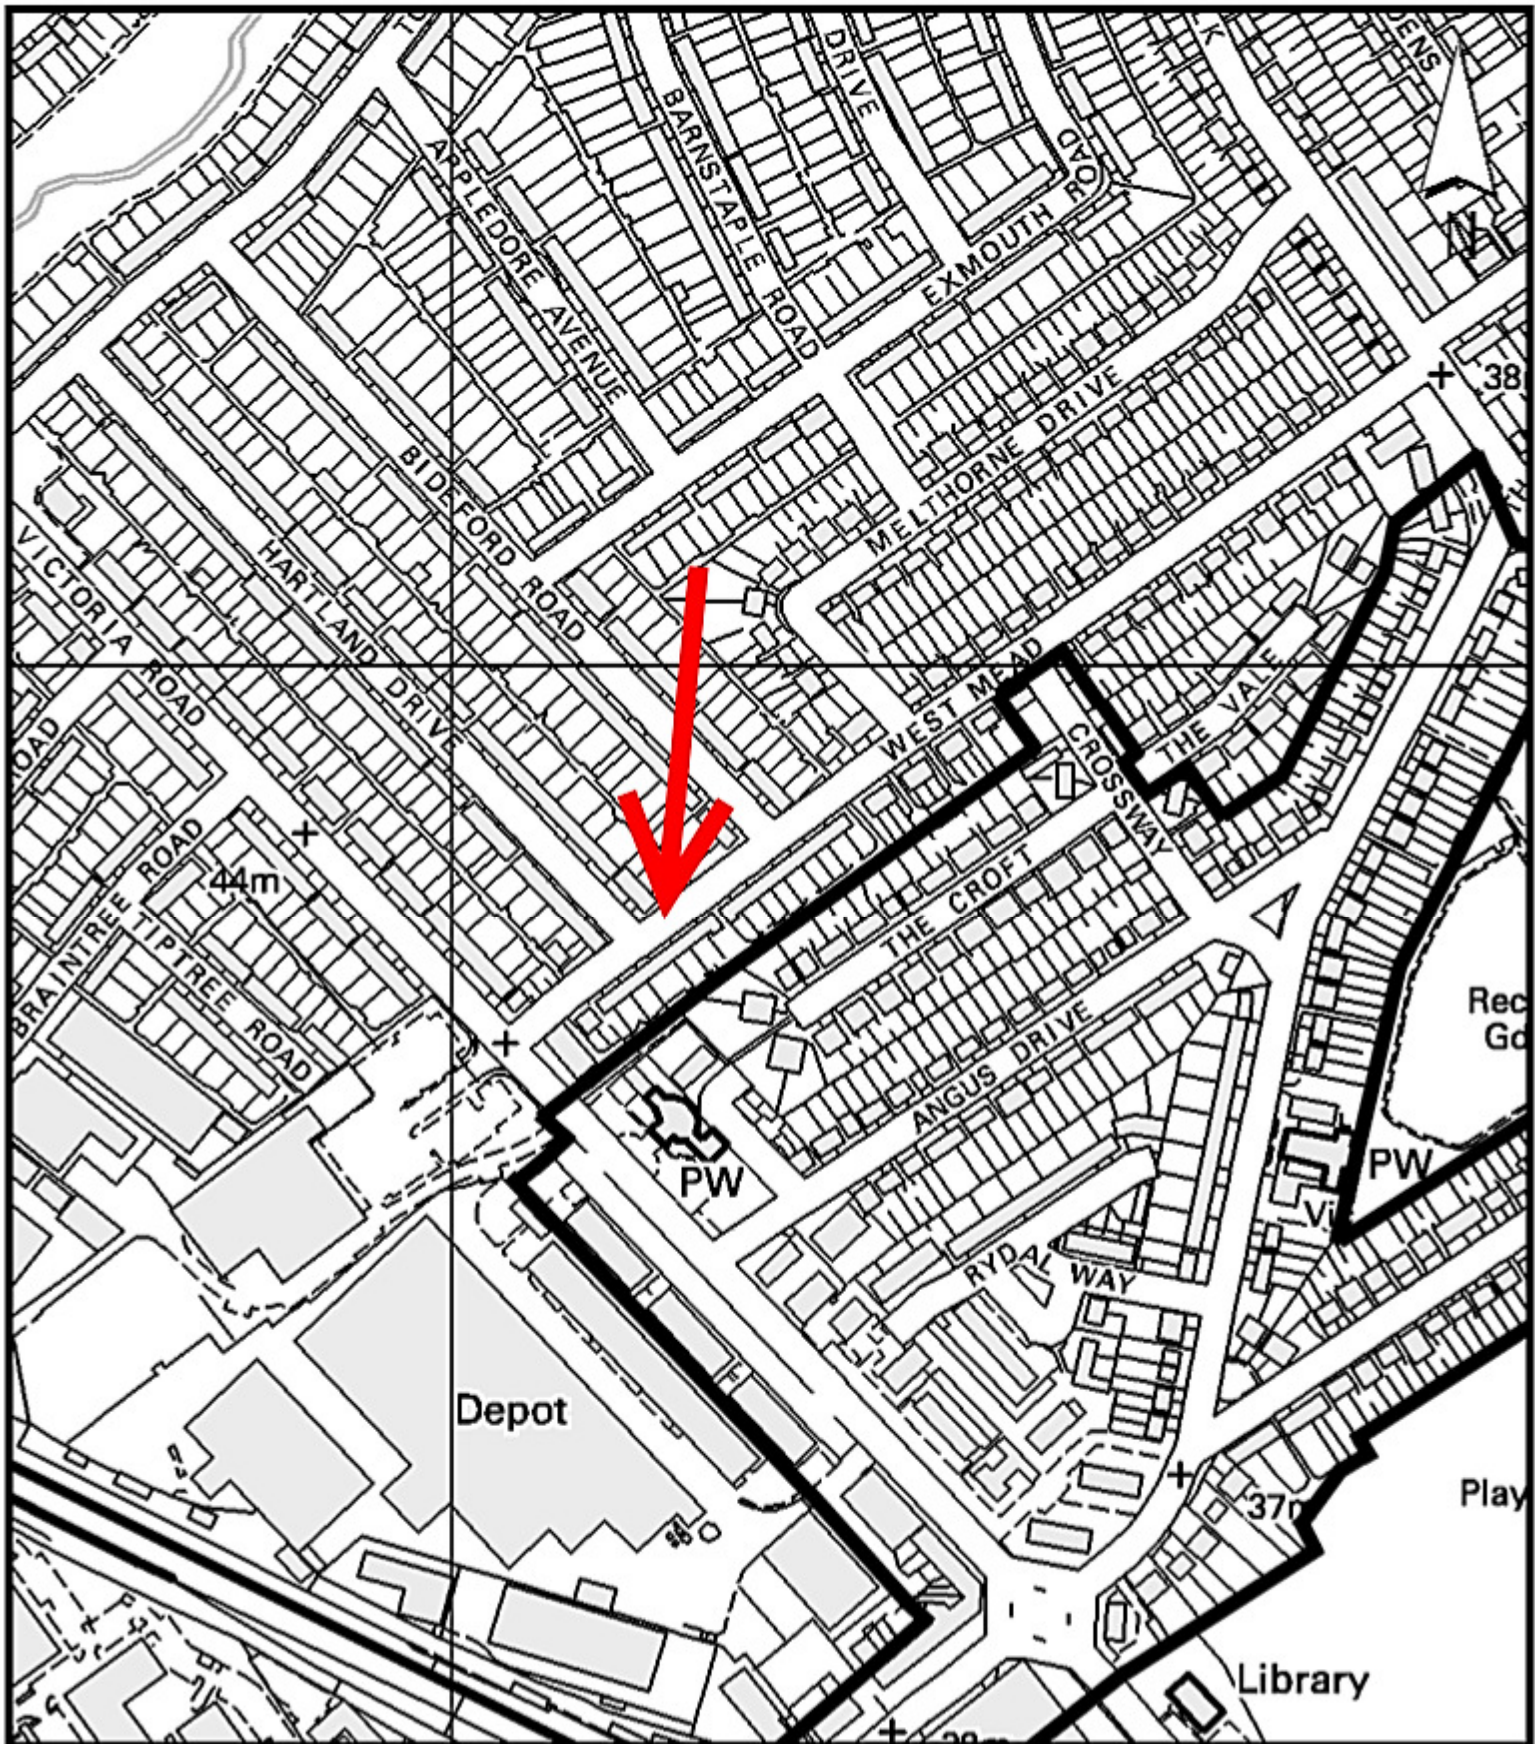 DRIVE
BARNSTAPLE ROAD
APLEDORE AVENUE
EXMOUTH ROAD
N
38
MELTHORNE DRIVE
BIDEFORD ROAD
HARTLAND DRIVE
VICTORIA ROAD
ROAD
WEST MEAD
THE VALE
CROSSWAY
THE CROFT
44m
BRAINTREE ROAD
TIPTREE ROAD
ANGUS DRIVE
Rec
PW
PW
RYDAL WAY
Depot
37m
Play
Library